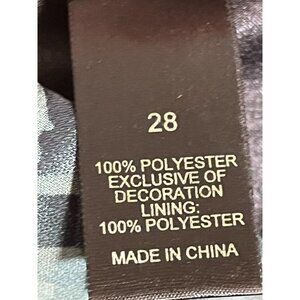 28
100% POLYESTER
EXCLUSIVE OF
DECORATION
LINING:
100% POLYESTER
MADE IN CHINA